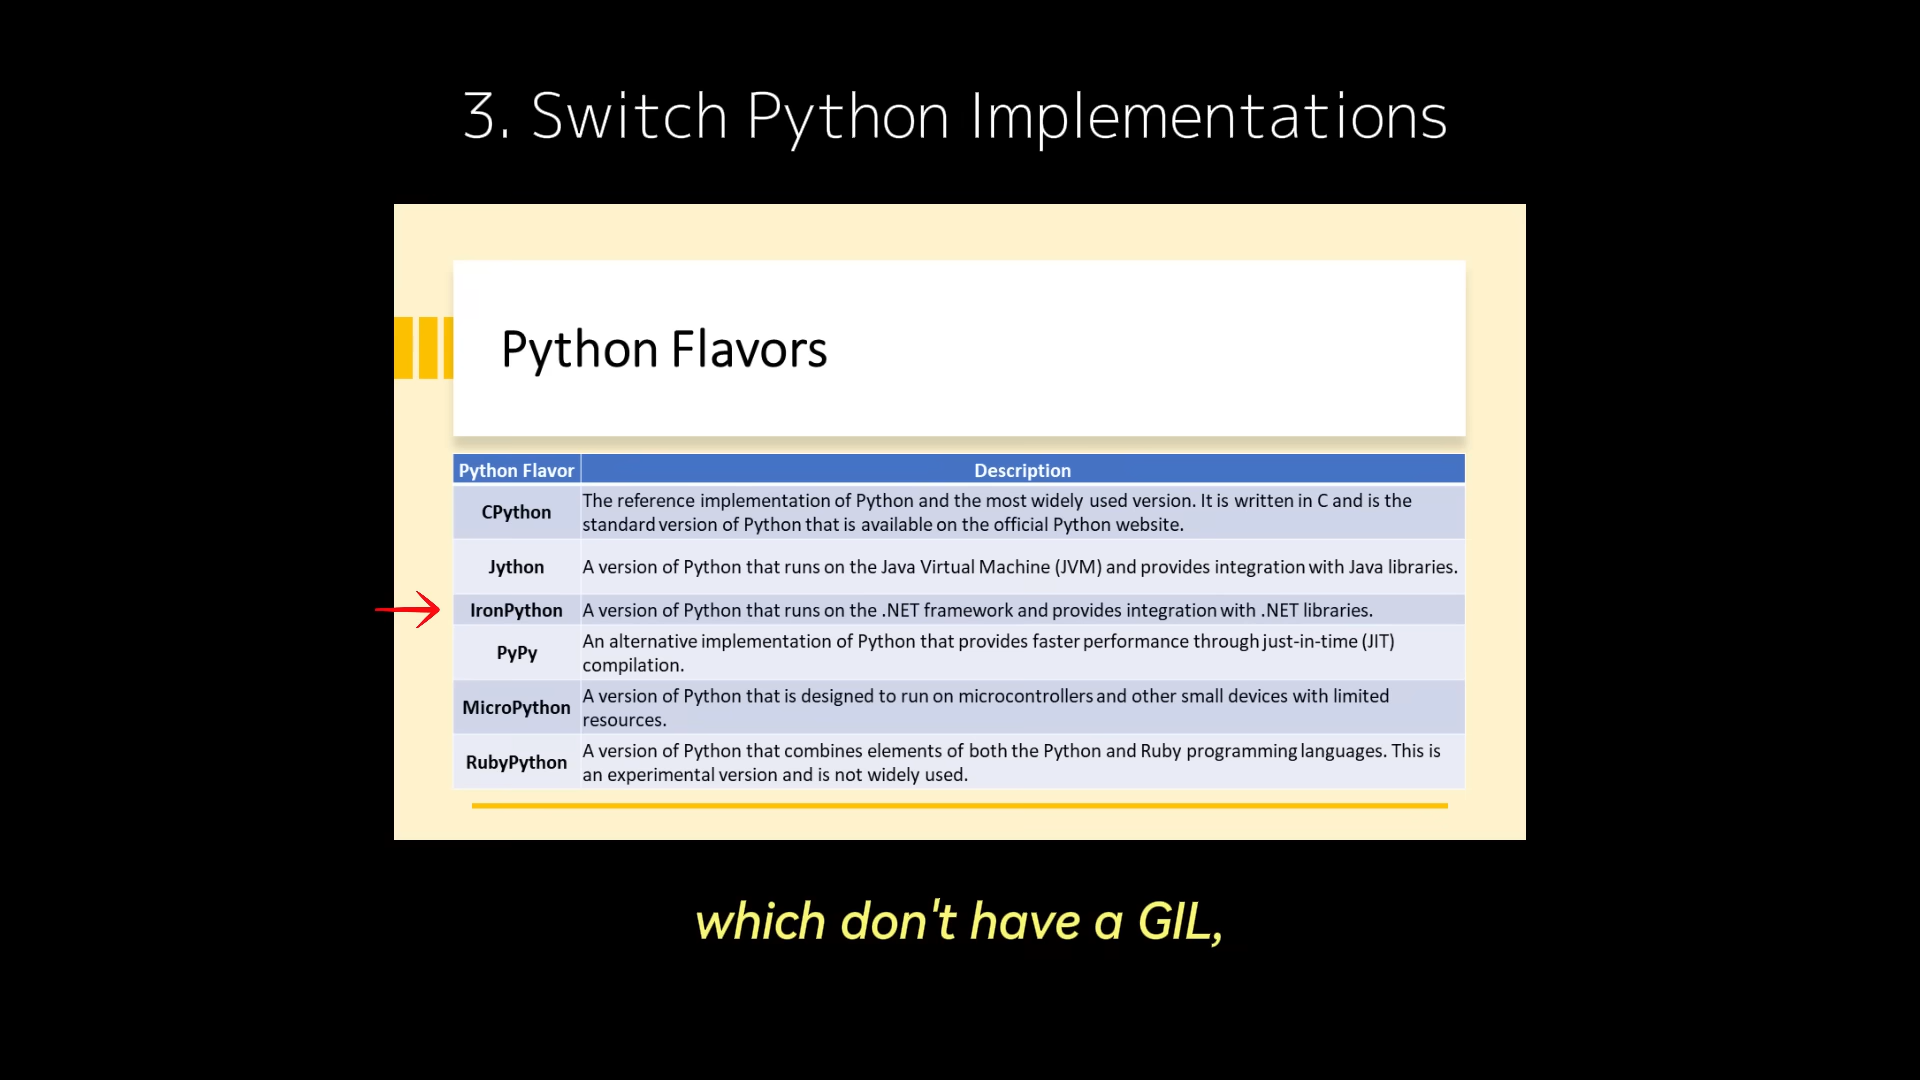 3. Switch Python Implementations
Python Flavors
Python Flavor Description
CPython
The reference implementation of Python and the most widely used version. It is written in C and is the
standard version of Python that is available on the official Python website.
Jython
A version of Python that runs on the Java Virtual Machine (JVM) and provides integration with Java libraries.
IronPython
A version of Python that runs on the .NET framework and provides integration with .NET libraries.
PyPy
An alternative implementation of Python that provides faster performance through just-in-time (JIT)
compilation.
MicroPython
A version of Python that is designed to run on microcontrollers and other small devices with limited
resources.
RubyPython
A version of Python that combines elements of both the Python and Ruby programming languages. This is
an experimental version and is not widely used.
which don't have a GIL,